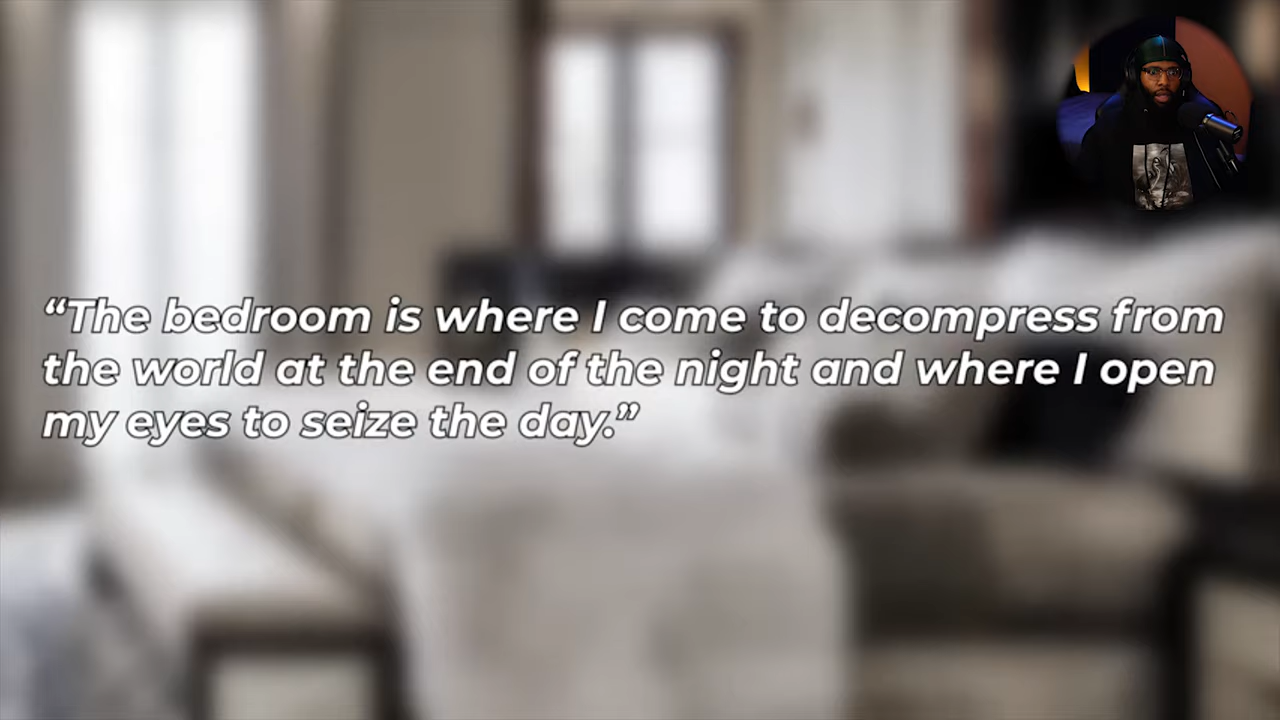 “The bedroom is where I come to decompress from
the world at the end of the night and where I open
my eyes to seize the day.”